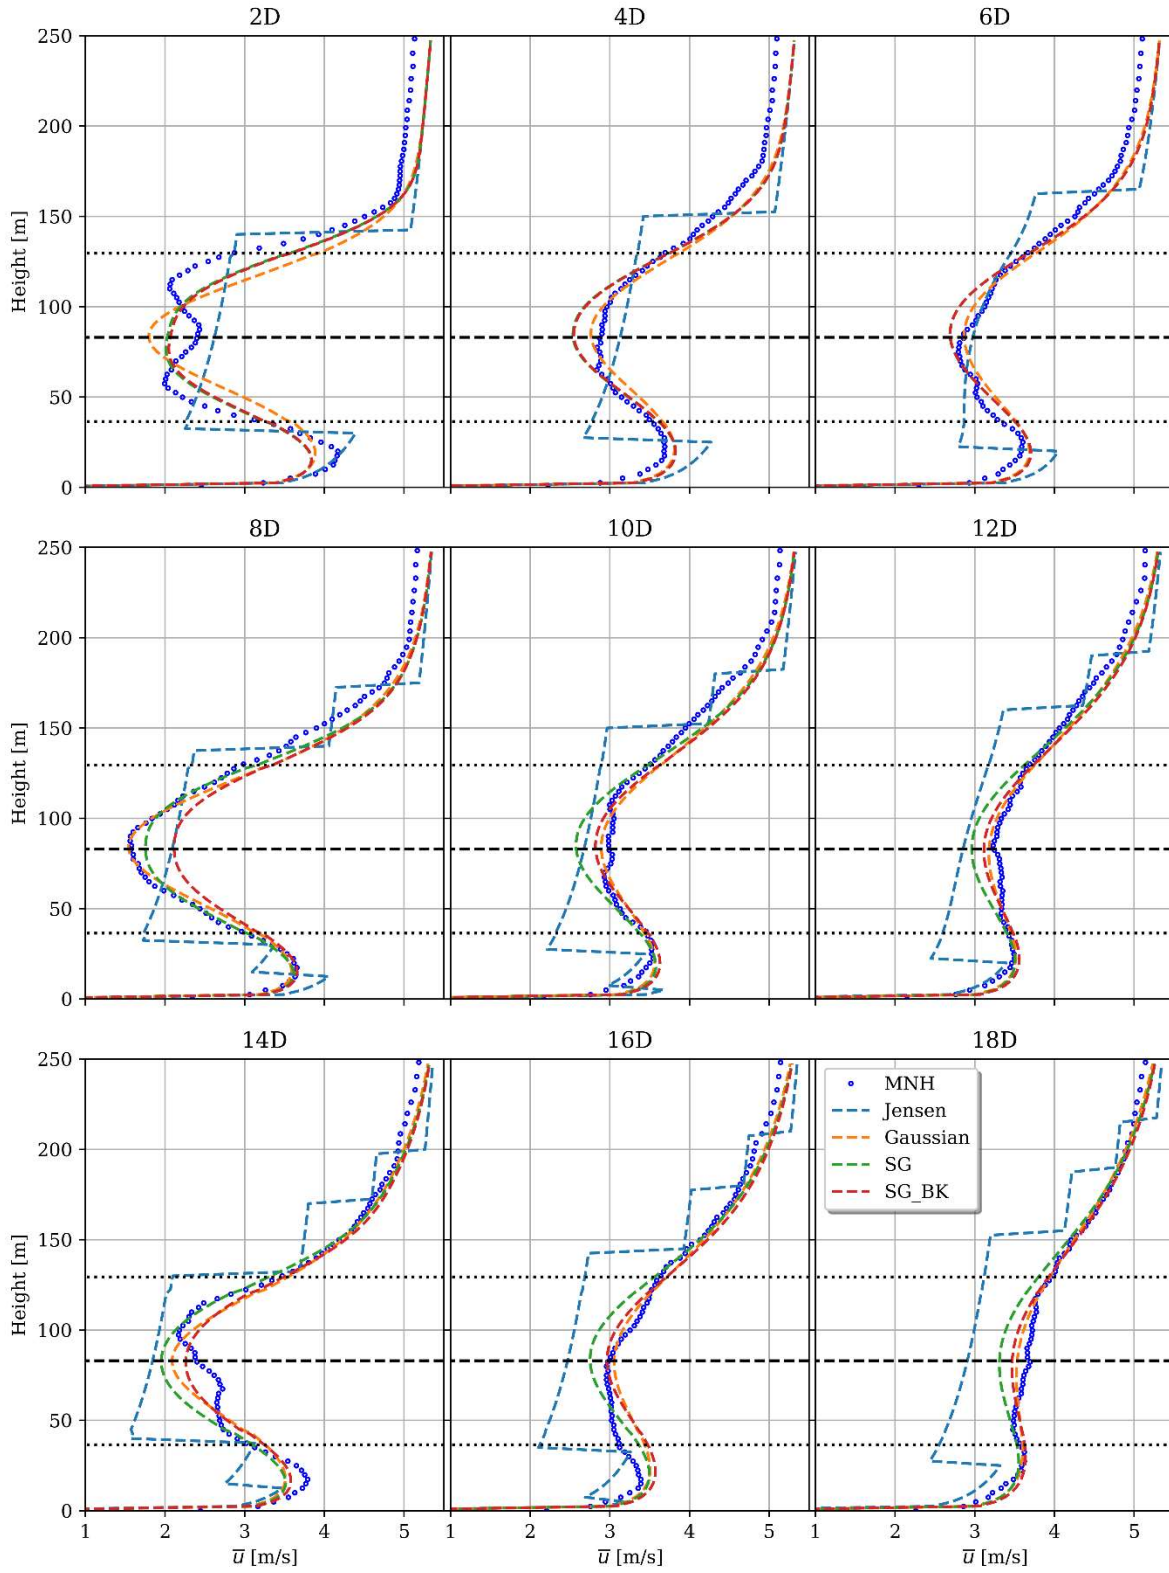 2D 4D 6D
250
200
150
100
50
0
Height [m]
8D 10D 12D
250
200
150
100
50
0
Height [m]
14D 16D 18D
250
200
150
100
50
0
Height [m]
MNH
Jensen
Gaussian
SG
SG_BK
1 2 3 4 5 1 2 3 4 5 1 2 3 4 5
u̅ [m/s] u̅ [m/s] u̅ [m/s]